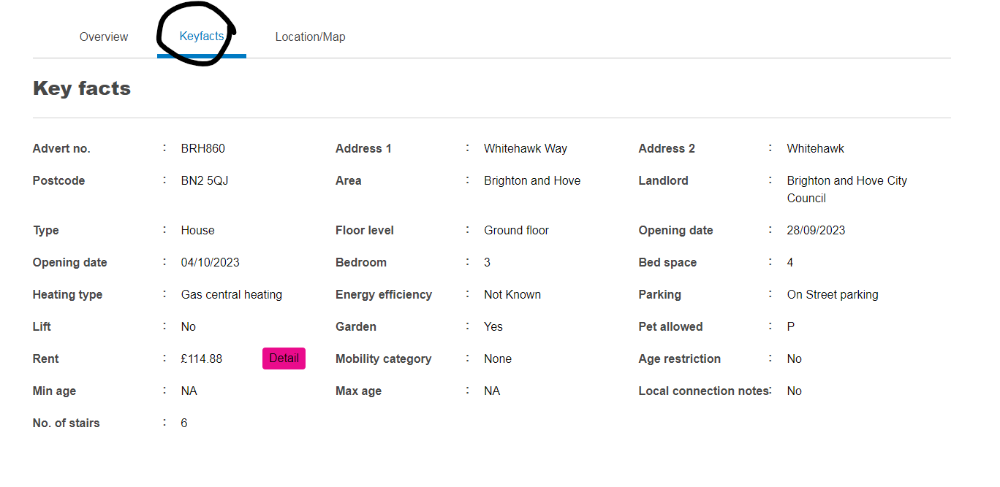 Overview Keyfacts Location/Map
Key facts
Advert no. : BRH860 Address 1 : Whitehawk Way Address 2 : Whitehawk
Postcode : BN2 5QJ Area : Brighton and Hove Landlord : Brighton and Hove City
Council
Type : House Floor level : Ground floor Opening date : 28/09/2023
Opening date : 04/10/2023 Bedroom : 3 Bed space : 4
Heating type : Gas central heating Energy efficiency : Not Known Parking : On Street parking
Lift : No Garden : Yes Pet allowed : P
Rent : £114.88 Detail Mobility category : None Age restriction : No
Min age : NA Max age : NA Local connection notes : No
No. of stairs : 6